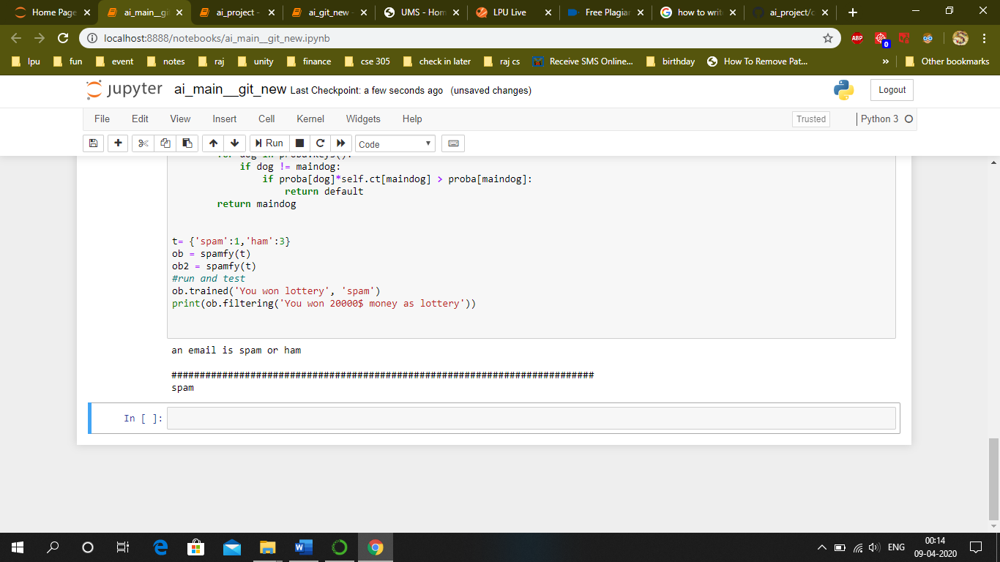 Home Page
ai_main__gi
ai_project -
ai_git_new -
UMS - Hom
LPU Live
Free Plagiar
how to writ
ai_project/c
localhost:8888/notebooks/ai_main__git_new.ipynb
ABP
0
lpu
fun
event
notes
raj
unity
finance
cse 305
check in later
raj cs
Receive SMS Online...
birthday
How To Remove Pat...
»
Other bookmarks
jupyter ai_main__git_new Last Checkpoint: a few seconds ago (unsaved changes)
Logout
File Edit View Insert Cell Kernel Widgets Help
Trusted
Python 3
Run
Code
for dog in proba.keys():
if dog != maindog:
if proba[dog]*self.ct[maindog] > proba[maindog]:
return default
return maindog
t= {'spam':1,'ham':3}
ob = spamfy(t)
ob2 = spamfy(t)
#run and test
ob.trained('You won lottery', 'spam')
print(ob.filtering('You won 20000$ money as lottery'))
an email is spam or ham
###########################################################################
spam
In [ ]:
ENG
00:14
09-04-2020